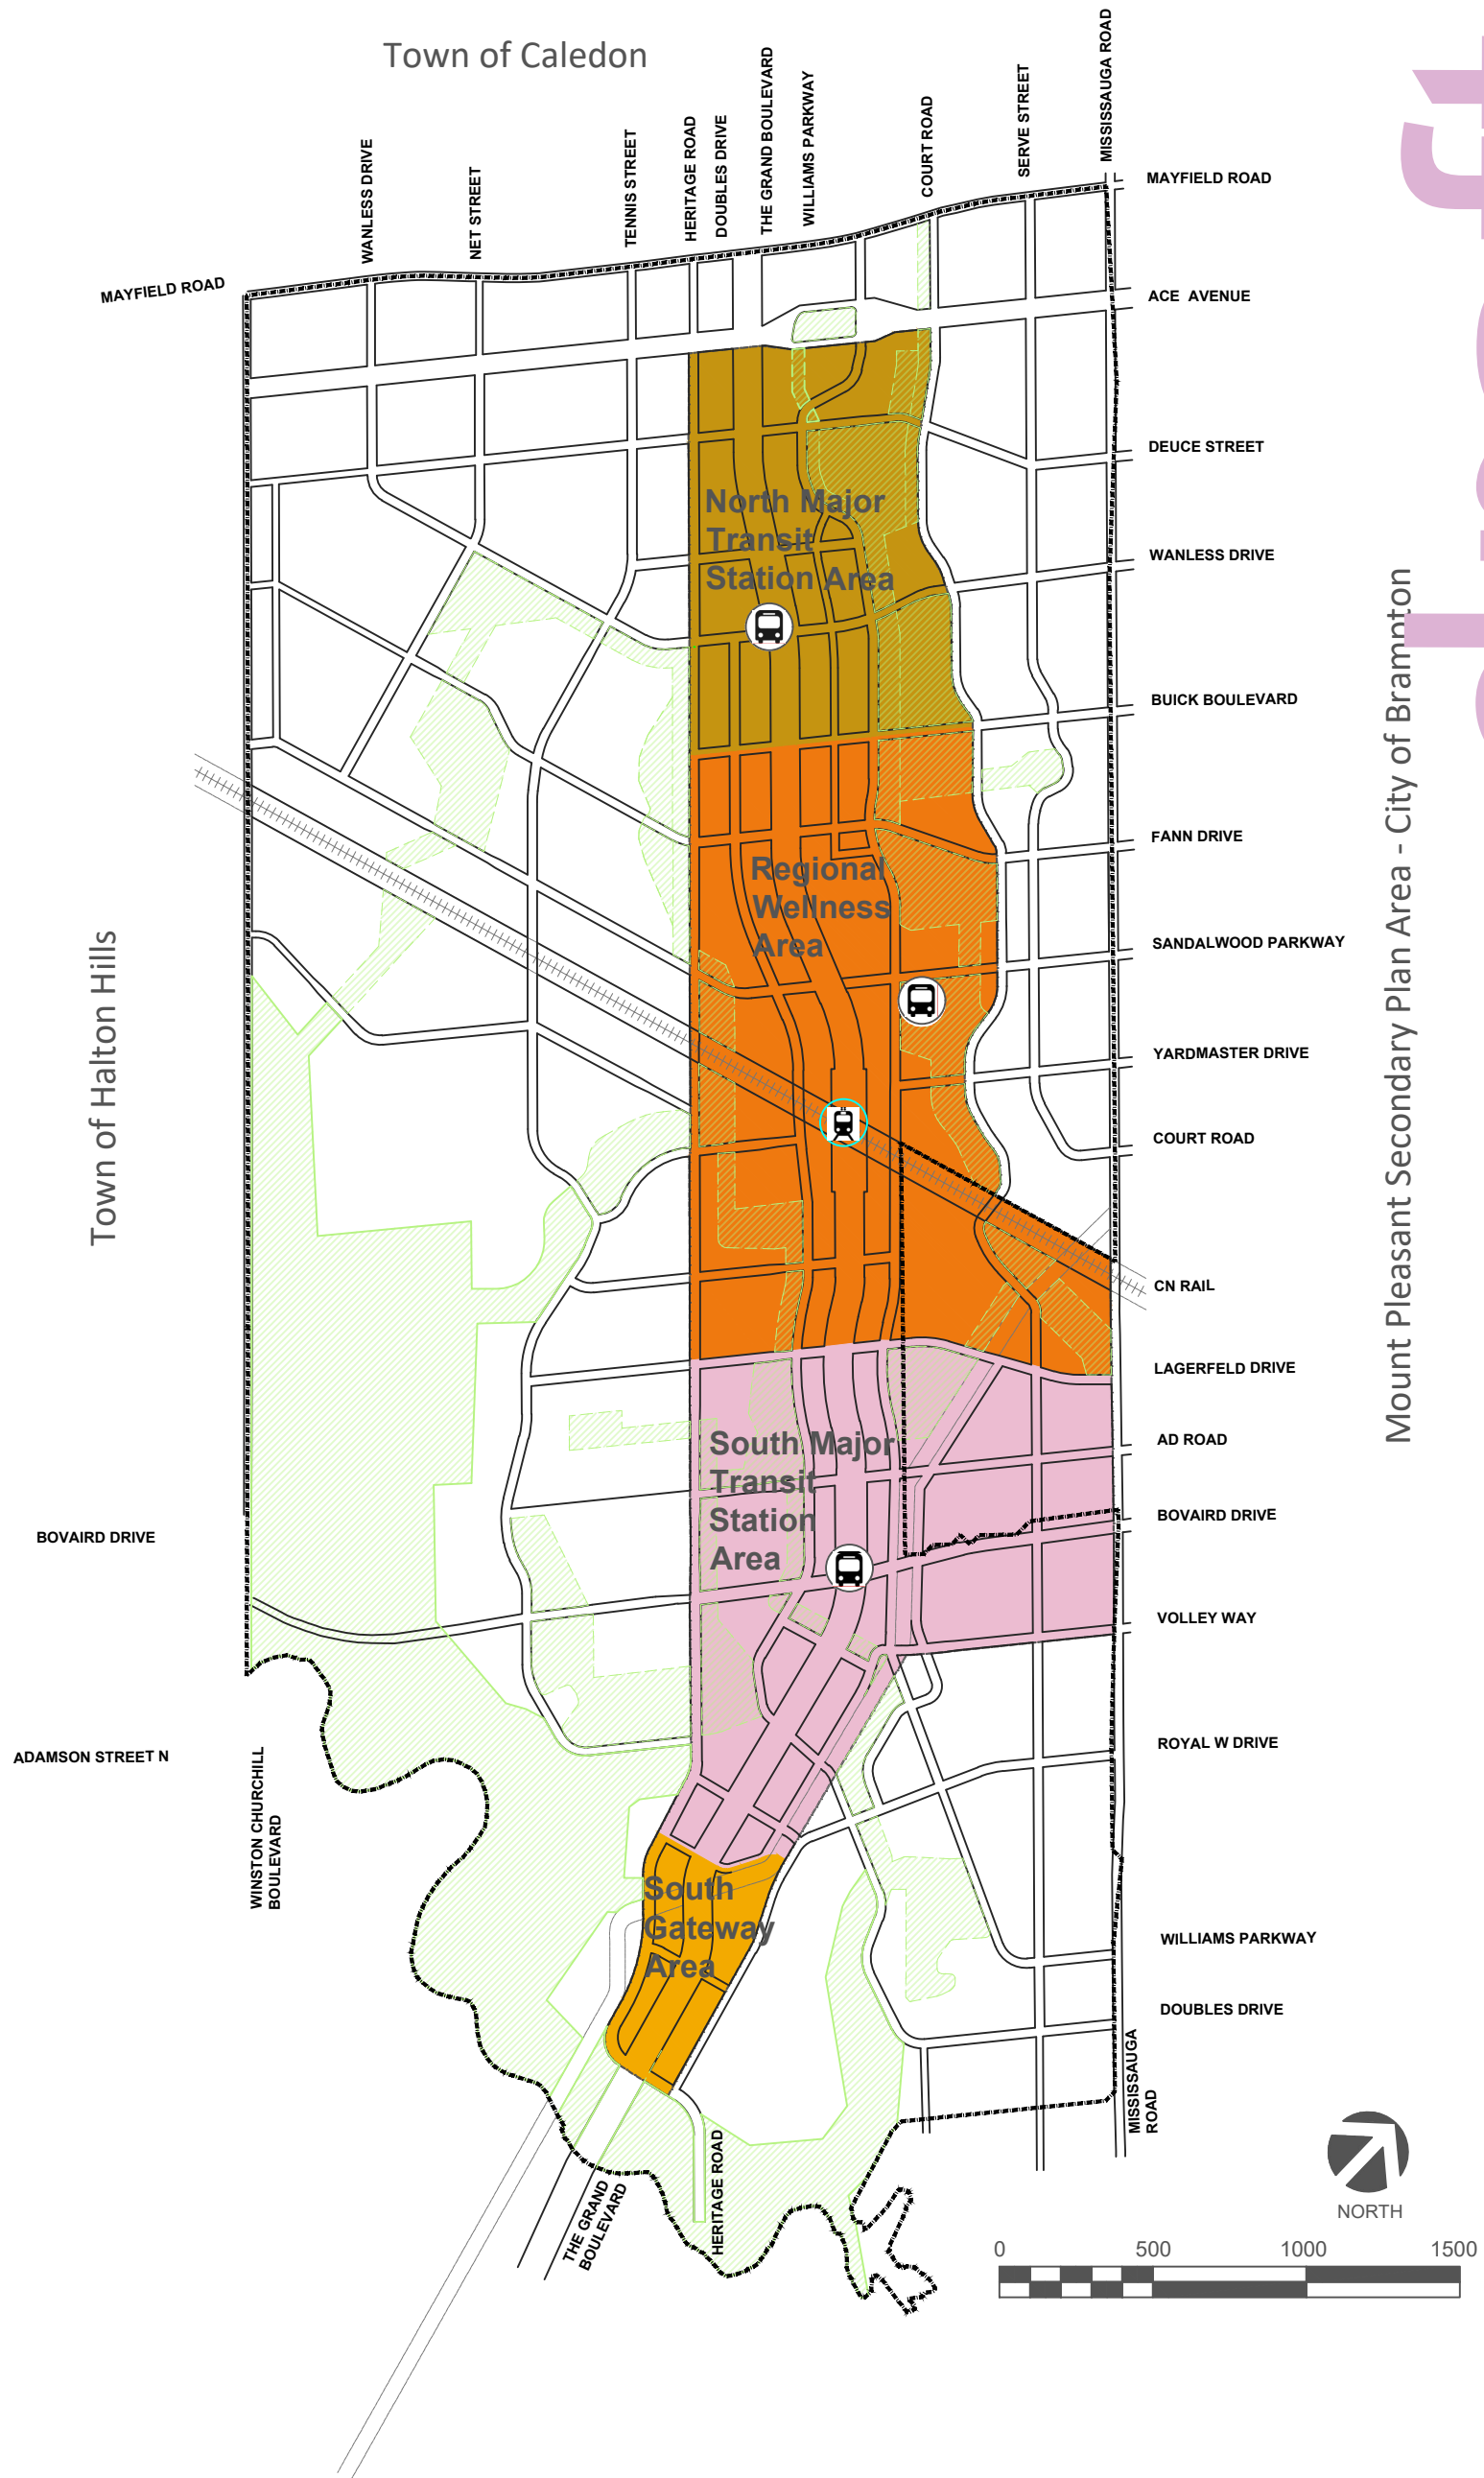 Town of Caledon
WANLESS DRIVE
NET STREET
TENNIS STREET
HERITAGE ROAD
DOUBLES DRIVE
THE GRAND BOULEVARD
WILLIAMS PARKWAY
COURT ROAD
SERVE STREET
MISSISSAUGA ROAD
MAYFIELD ROAD
MAYFIELD ROAD
ACE AVENUE
DEUCE STREET
WANLESS DRIVE
BUICK BOULEVARD
FANN DRIVE
SANDALWOOD PARKWAY
YARDMASTER DRIVE
COURT ROAD
CN RAIL
LAGERFELD DRIVE
AD ROAD
BOVAIRD DRIVE
VOLLEY WAY
ROYAL W DRIVE
WILLIAMS PARKWAY
DOUBLES DRIVE
MISSISSAUGA
ROAD
North Major
Transit
Station Area
Regional
Wellness
Area
South Major
Transit
Station
Area
South
Gateway
Area
Town of Halton Hills
Mount Pleasant Secondary Plan Area - City of Brampton
BOVAIRD DRIVE
ADAMSON STREET N
WINSTON CHURCHILL
BOULEVARD
THE GRAND
BOULEVARD
HERITAGE ROAD
NORTH
0 500 1000 1500